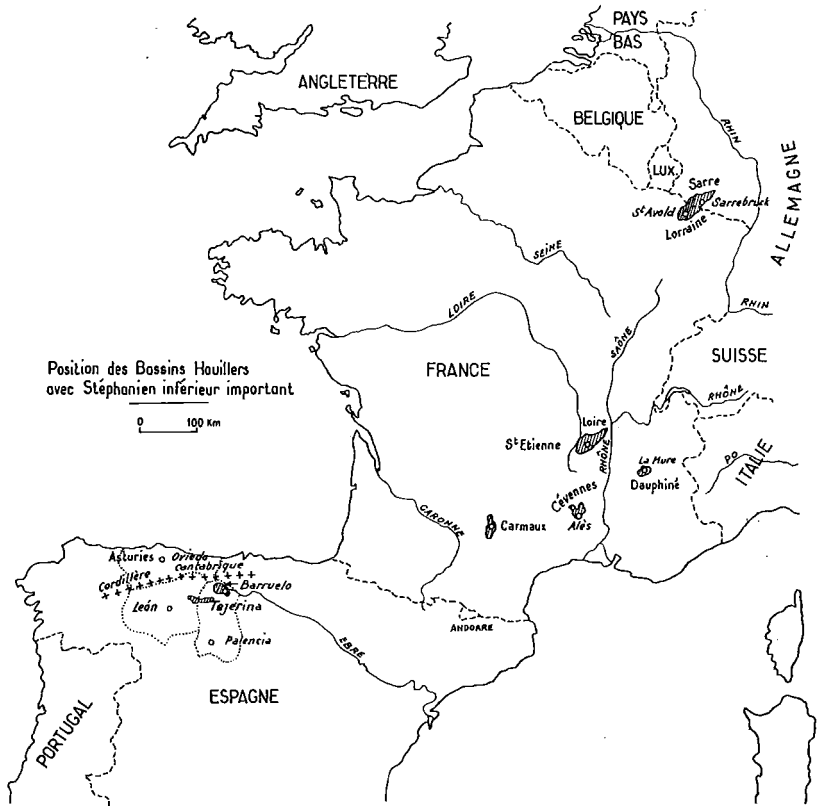 PAYS
BAS
ANGLETERRE
BELGIQUE
RHIN
LUX
ALLEMAGNE
Sarre
Sarrebruck
St Avold
Lorraine
SEINE
LOIRE
RHIN
SAÔNE
SUISSE
Position des Bassins Houillers
avec Stéphanien inférieur important
0 100 Km
FRANCE
RHÔNE
Loire
St Etienne
RHÔNE
La Mure
Dauphiné
PO
ITALIE
Cévennes
Alès
Carmaux
GARONNE
Asturies
Oviedo
Cordillère cantabrique
Barruelo
León
Tejerina
Palencia
EBRE
ANDORRE
ESPAGNE
PORTUGAL